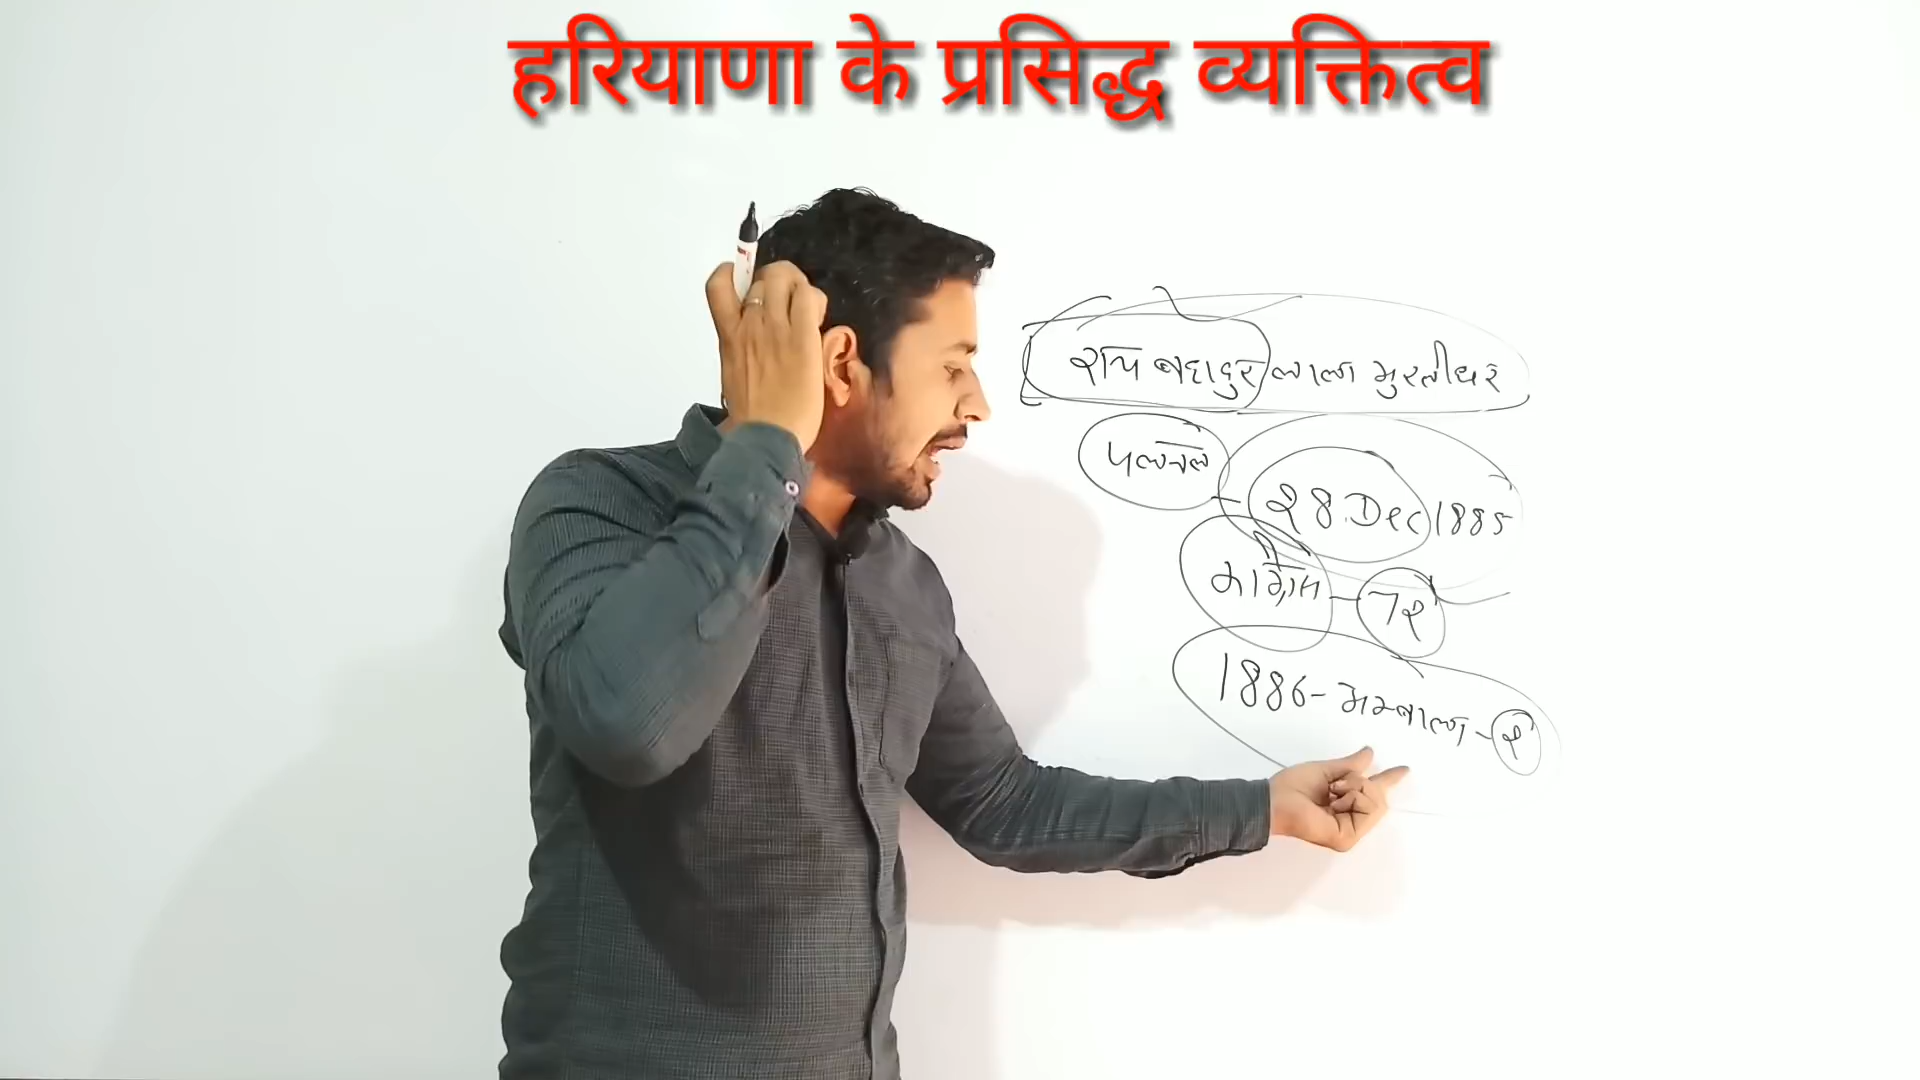 हरियाणा के प्रसिद्ध व्यक्तित्व
राय बहादुर लाला मुरलीधर
पलवल
28 Dec 1885
कांग्रेस - 72
1886 - अम्बाला -